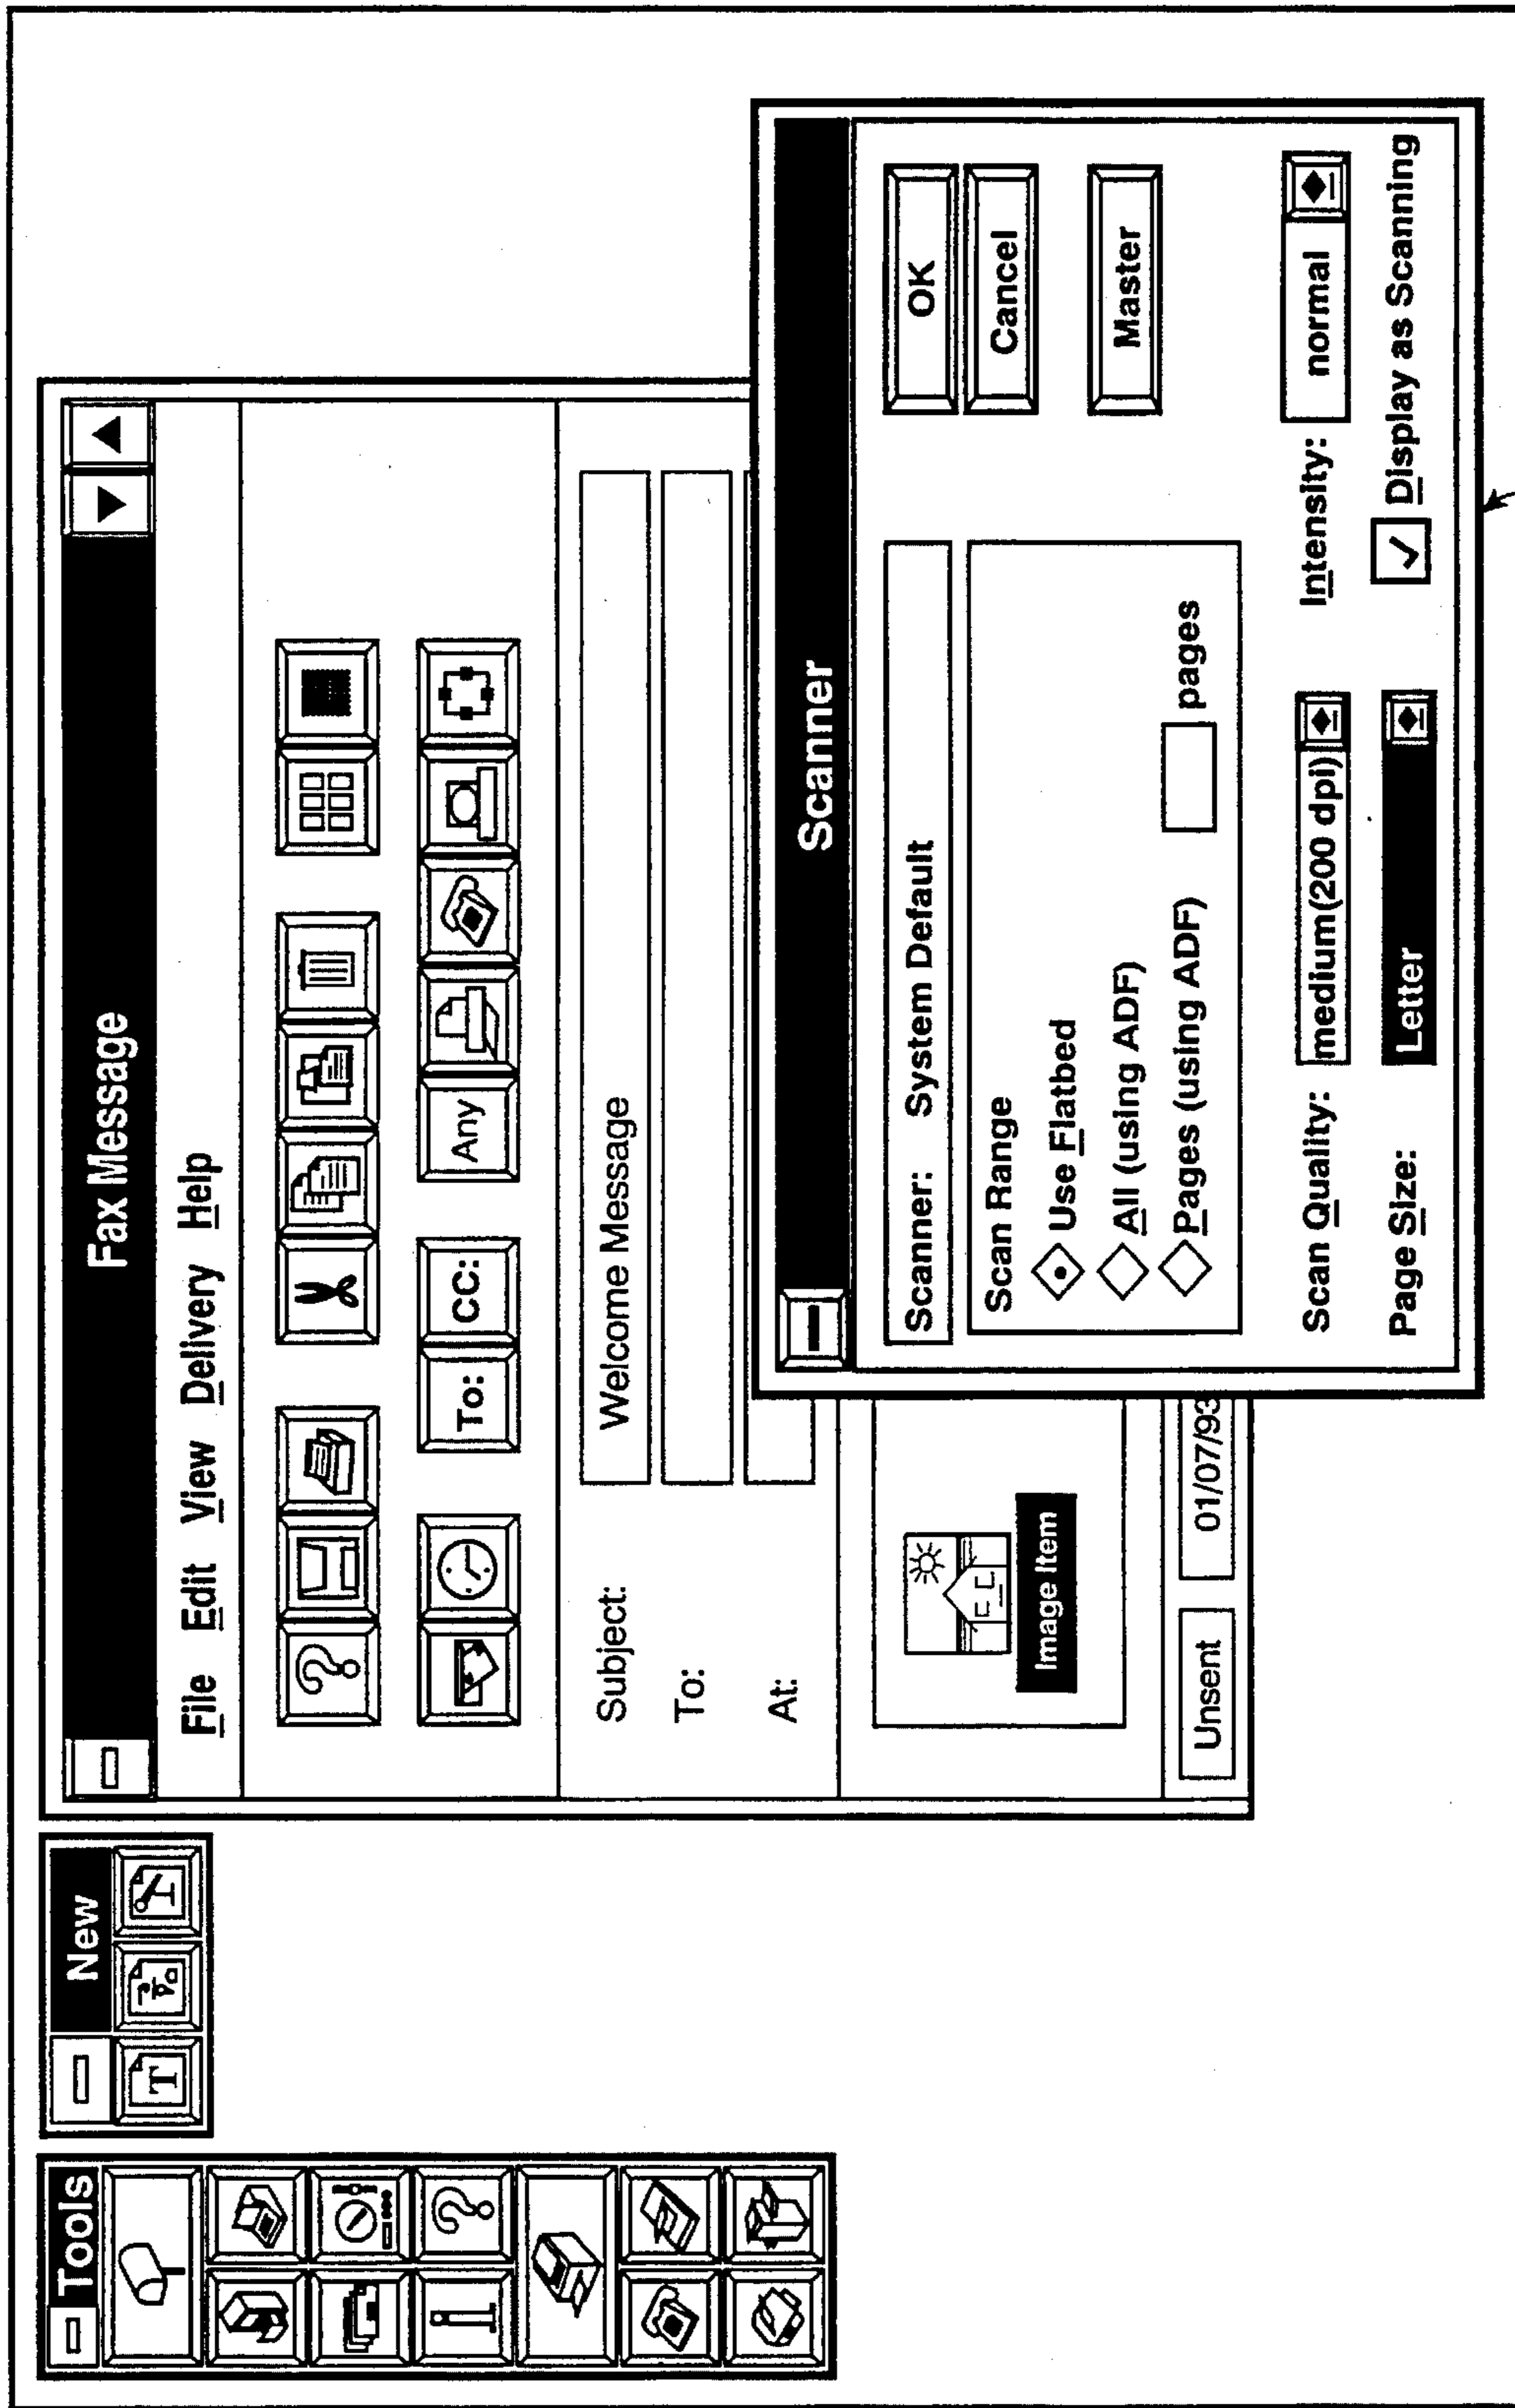 Tools
New
T
Fax Message
File Edit View Delivery Help
To: CC: Any
Subject: Welcome Message
To:
At:
Image Item
Unsent 01/07/93
Scanner
Scanner: System Default
OK
Cancel
Scan Range
Use Flatbed
All (using ADF)
Pages (using ADF) pages
Master
Scan Quality: medium(200 dpi) Intensity: normal
Page Size: Letter Display as Scanning